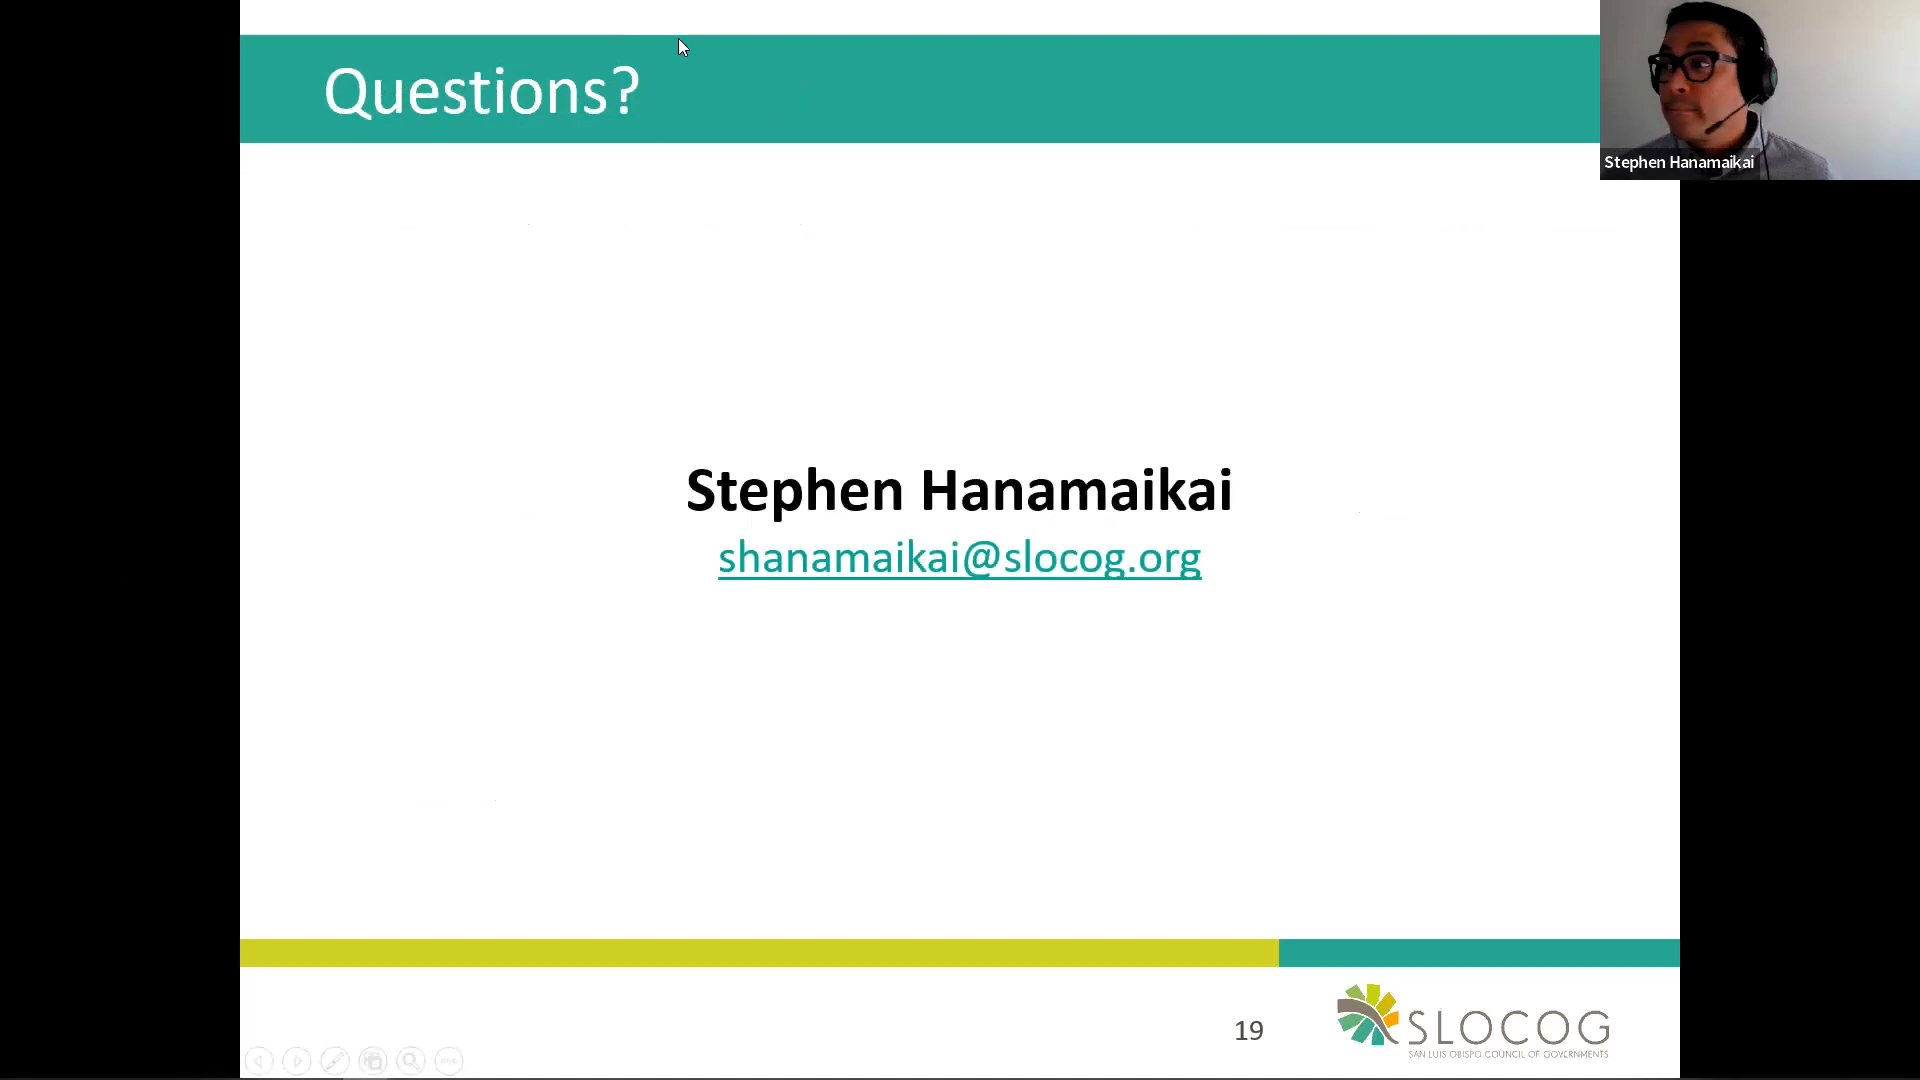 Questions?
Stephen Hanamaikai
Stephen Hanamaikai
shanamaikai@slocog.org
19
SLOCOG
SAN LUIS OBISPO COUNCIL OF GOVERNMENTS